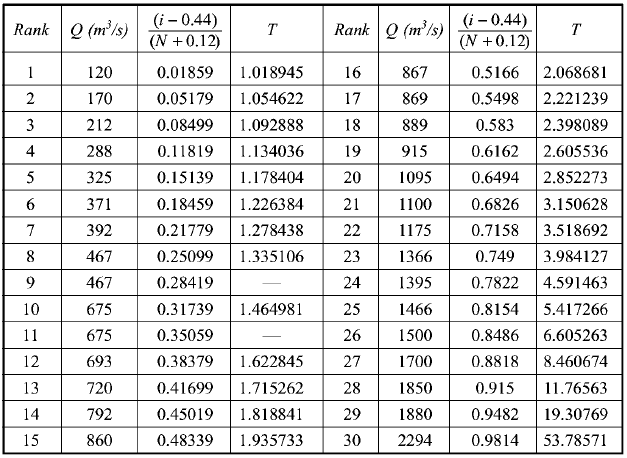 Rank Q (m³/s) (i – 0.44)/(N + 0.12) T Rank Q (m³/s) (i – 0.44)/(N + 0.12) T
1 120 0.01859 1.018945 16 867 0.5166 2.068681
2 170 0.05179 1.054622 17 869 0.5498 2.221239
3 212 0.08499 1.092888 18 889 0.583 2.398089
4 288 0.11819 1.134036 19 915 0.6162 2.605536
5 325 0.15139 1.178404 20 1095 0.6494 2.852273
6 371 0.18459 1.226384 21 1100 0.6826 3.150628
7 392 0.21779 1.278438 22 1175 0.7158 3.518692
8 467 0.25099 1.335106 23 1366 0.749 3.984127
9 467 0.28419 — 24 1395 0.7822 4.591463
10 675 0.31739 1.464981 25 1466 0.8154 5.417266
11 675 0.35059 — 26 1500 0.8486 6.605263
12 693 0.38379 1.622845 27 1700 0.8818 8.460674
13 720 0.41699 1.715262 28 1850 0.915 11.76563
14 792 0.45019 1.818841 29 1880 0.9482 19.30769
15 860 0.48339 1.935733 30 2294 0.9814 53.78571